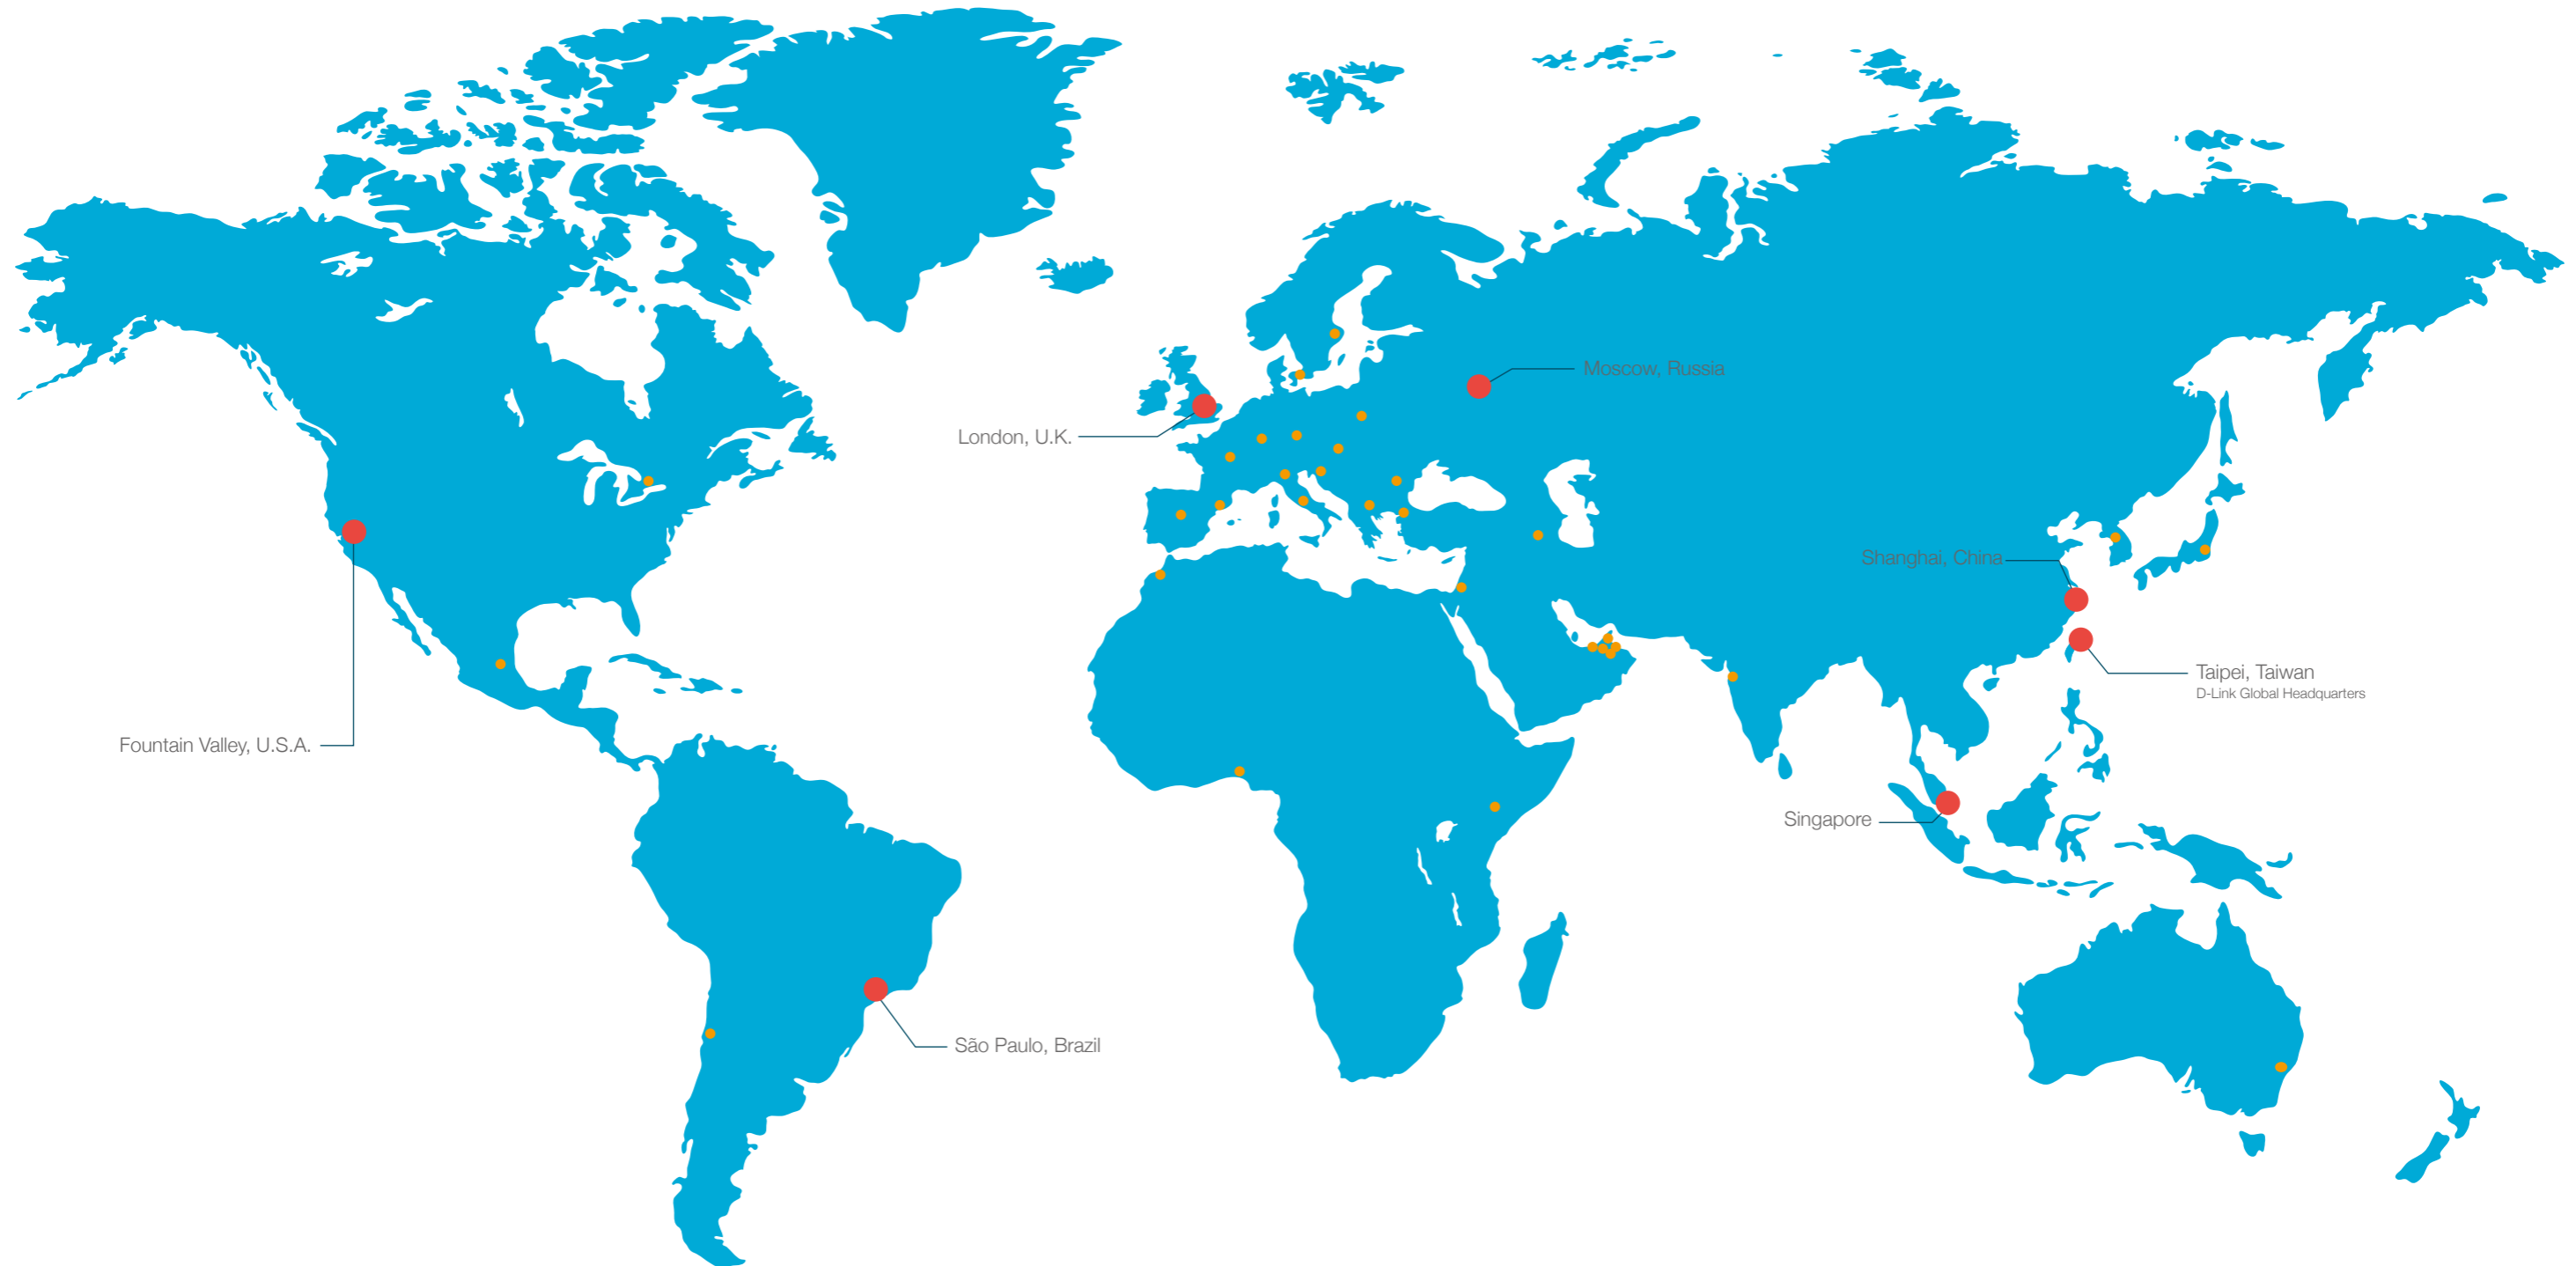 Moscow, Russia
London, U.K.
Shanghai, China
Taipei, Taiwan
D-Link Global Headquarters
Fountain Valley, U.S.A.
Singapore
São Paulo, Brazil